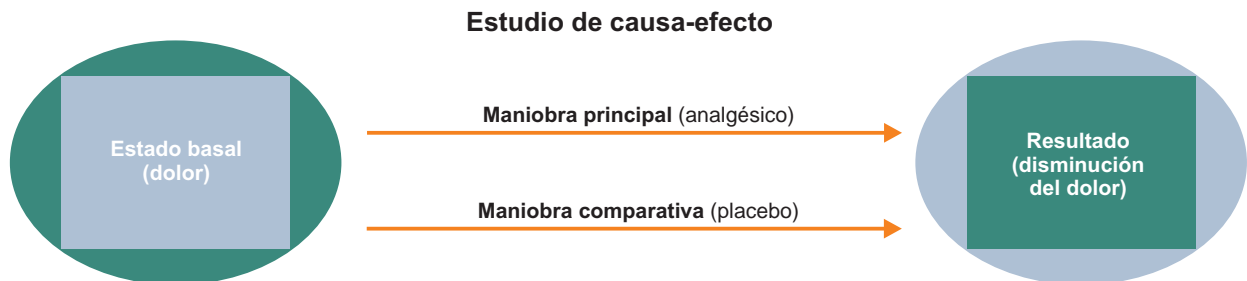 Estudio de causa-efecto
Estado basal
(dolor)
Maniobra principal (analgésico)
Maniobra comparativa (placebo)
Resultado
(disminución
del dolor)